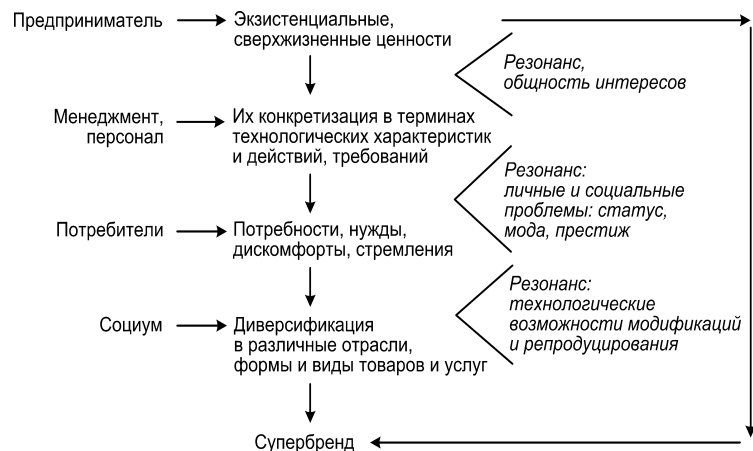 Предприниматель
Экзистенциальные,
сверхжизненные ценности
Резонанс,
общность интересов
Менеджмент,
персонал
Их конкретизация в терминах
технологических характеристик
и действий, требований
Резонанс:
личные и социальные
проблемы: статус,
мода, престиж
Потребители
Потребности, нужды,
дискомфорты, стремления
Резонанс:
технологические
возможности модификаций
и репродуцирования
Социум
Диверсификация
в различные отрасли,
формы и виды товаров и услуг
Супербренд